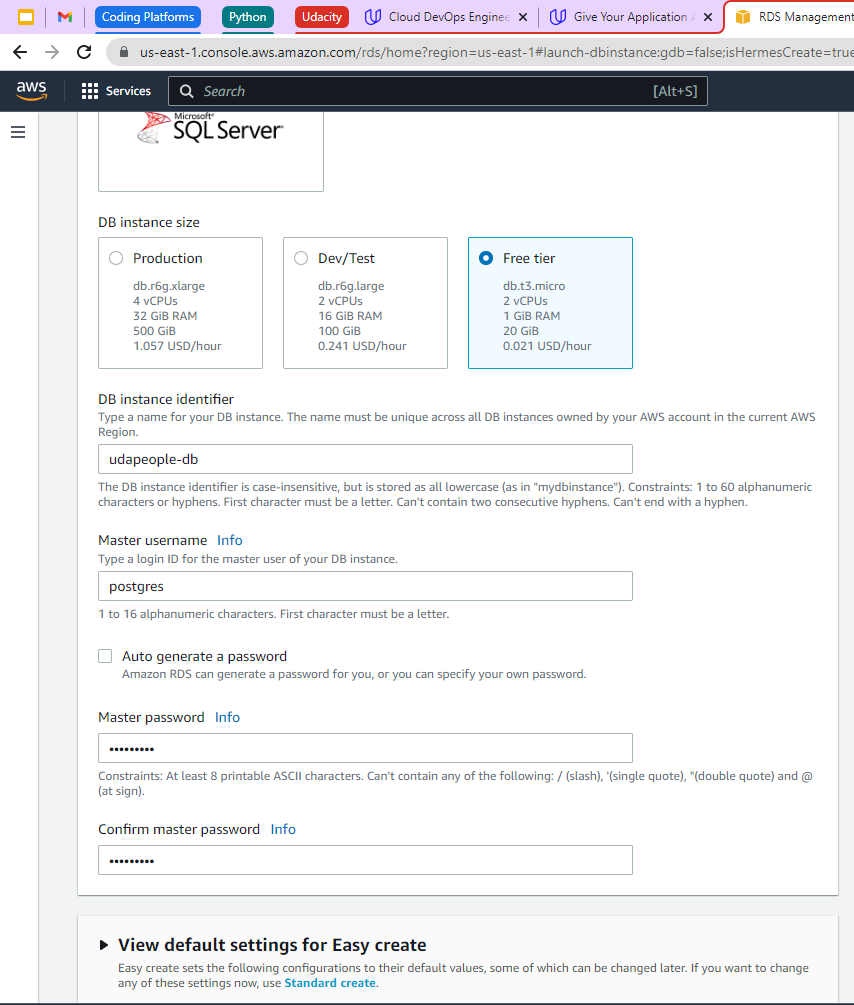 Coding Platforms
Python
Udacity
Cloud DevOps Enginee
Give Your Application A
RDS Management
us-east-1.console.aws.amazon.com/rds/home?region=us-east-1#launch-dbinstance:gdb=false;isHermesCreate=true
aws
Services
Search
[Alt+S]
Microsoft®
SQL Server®
DB instance size
Production
db.r6g.xlarge
4 vCPUs
32 GiB RAM
500 GiB
1.057 USD/hour
Dev/Test
db.r6g.large
2 vCPUs
16 GiB RAM
100 GiB
0.241 USD/hour
Free tier
db.t3.micro
2 vCPUs
1 GiB RAM
20 GiB
0.021 USD/hour
DB instance identifier
Type a name for your DB instance. The name must be unique across all DB instances owned by your AWS account in the current AWS
Region.
udapeople-db
The DB instance identifier is case-insensitive, but is stored as all lowercase (as in "mydbinstance"). Constraints: 1 to 60 alphanumeric
characters or hyphens. First character must be a letter. Can't contain two consecutive hyphens. Can't end with a hyphen.
Master username Info
Type a login ID for the master user of your DB instance.
postgres
1 to 16 alphanumeric characters. First character must be a letter.
Auto generate a password
Amazon RDS can generate a password for you, or you can specify your own password.
Master password Info
•••••••••
Constraints: At least 8 printable ASCII characters. Can't contain any of the following: / (slash), '(single quote), "(double quote) and @
(at sign).
Confirm master password Info
•••••••••
View default settings for Easy create
Easy create sets the following configurations to their default values, some of which can be changed later. If you want to change
any of these settings now, use Standard create.